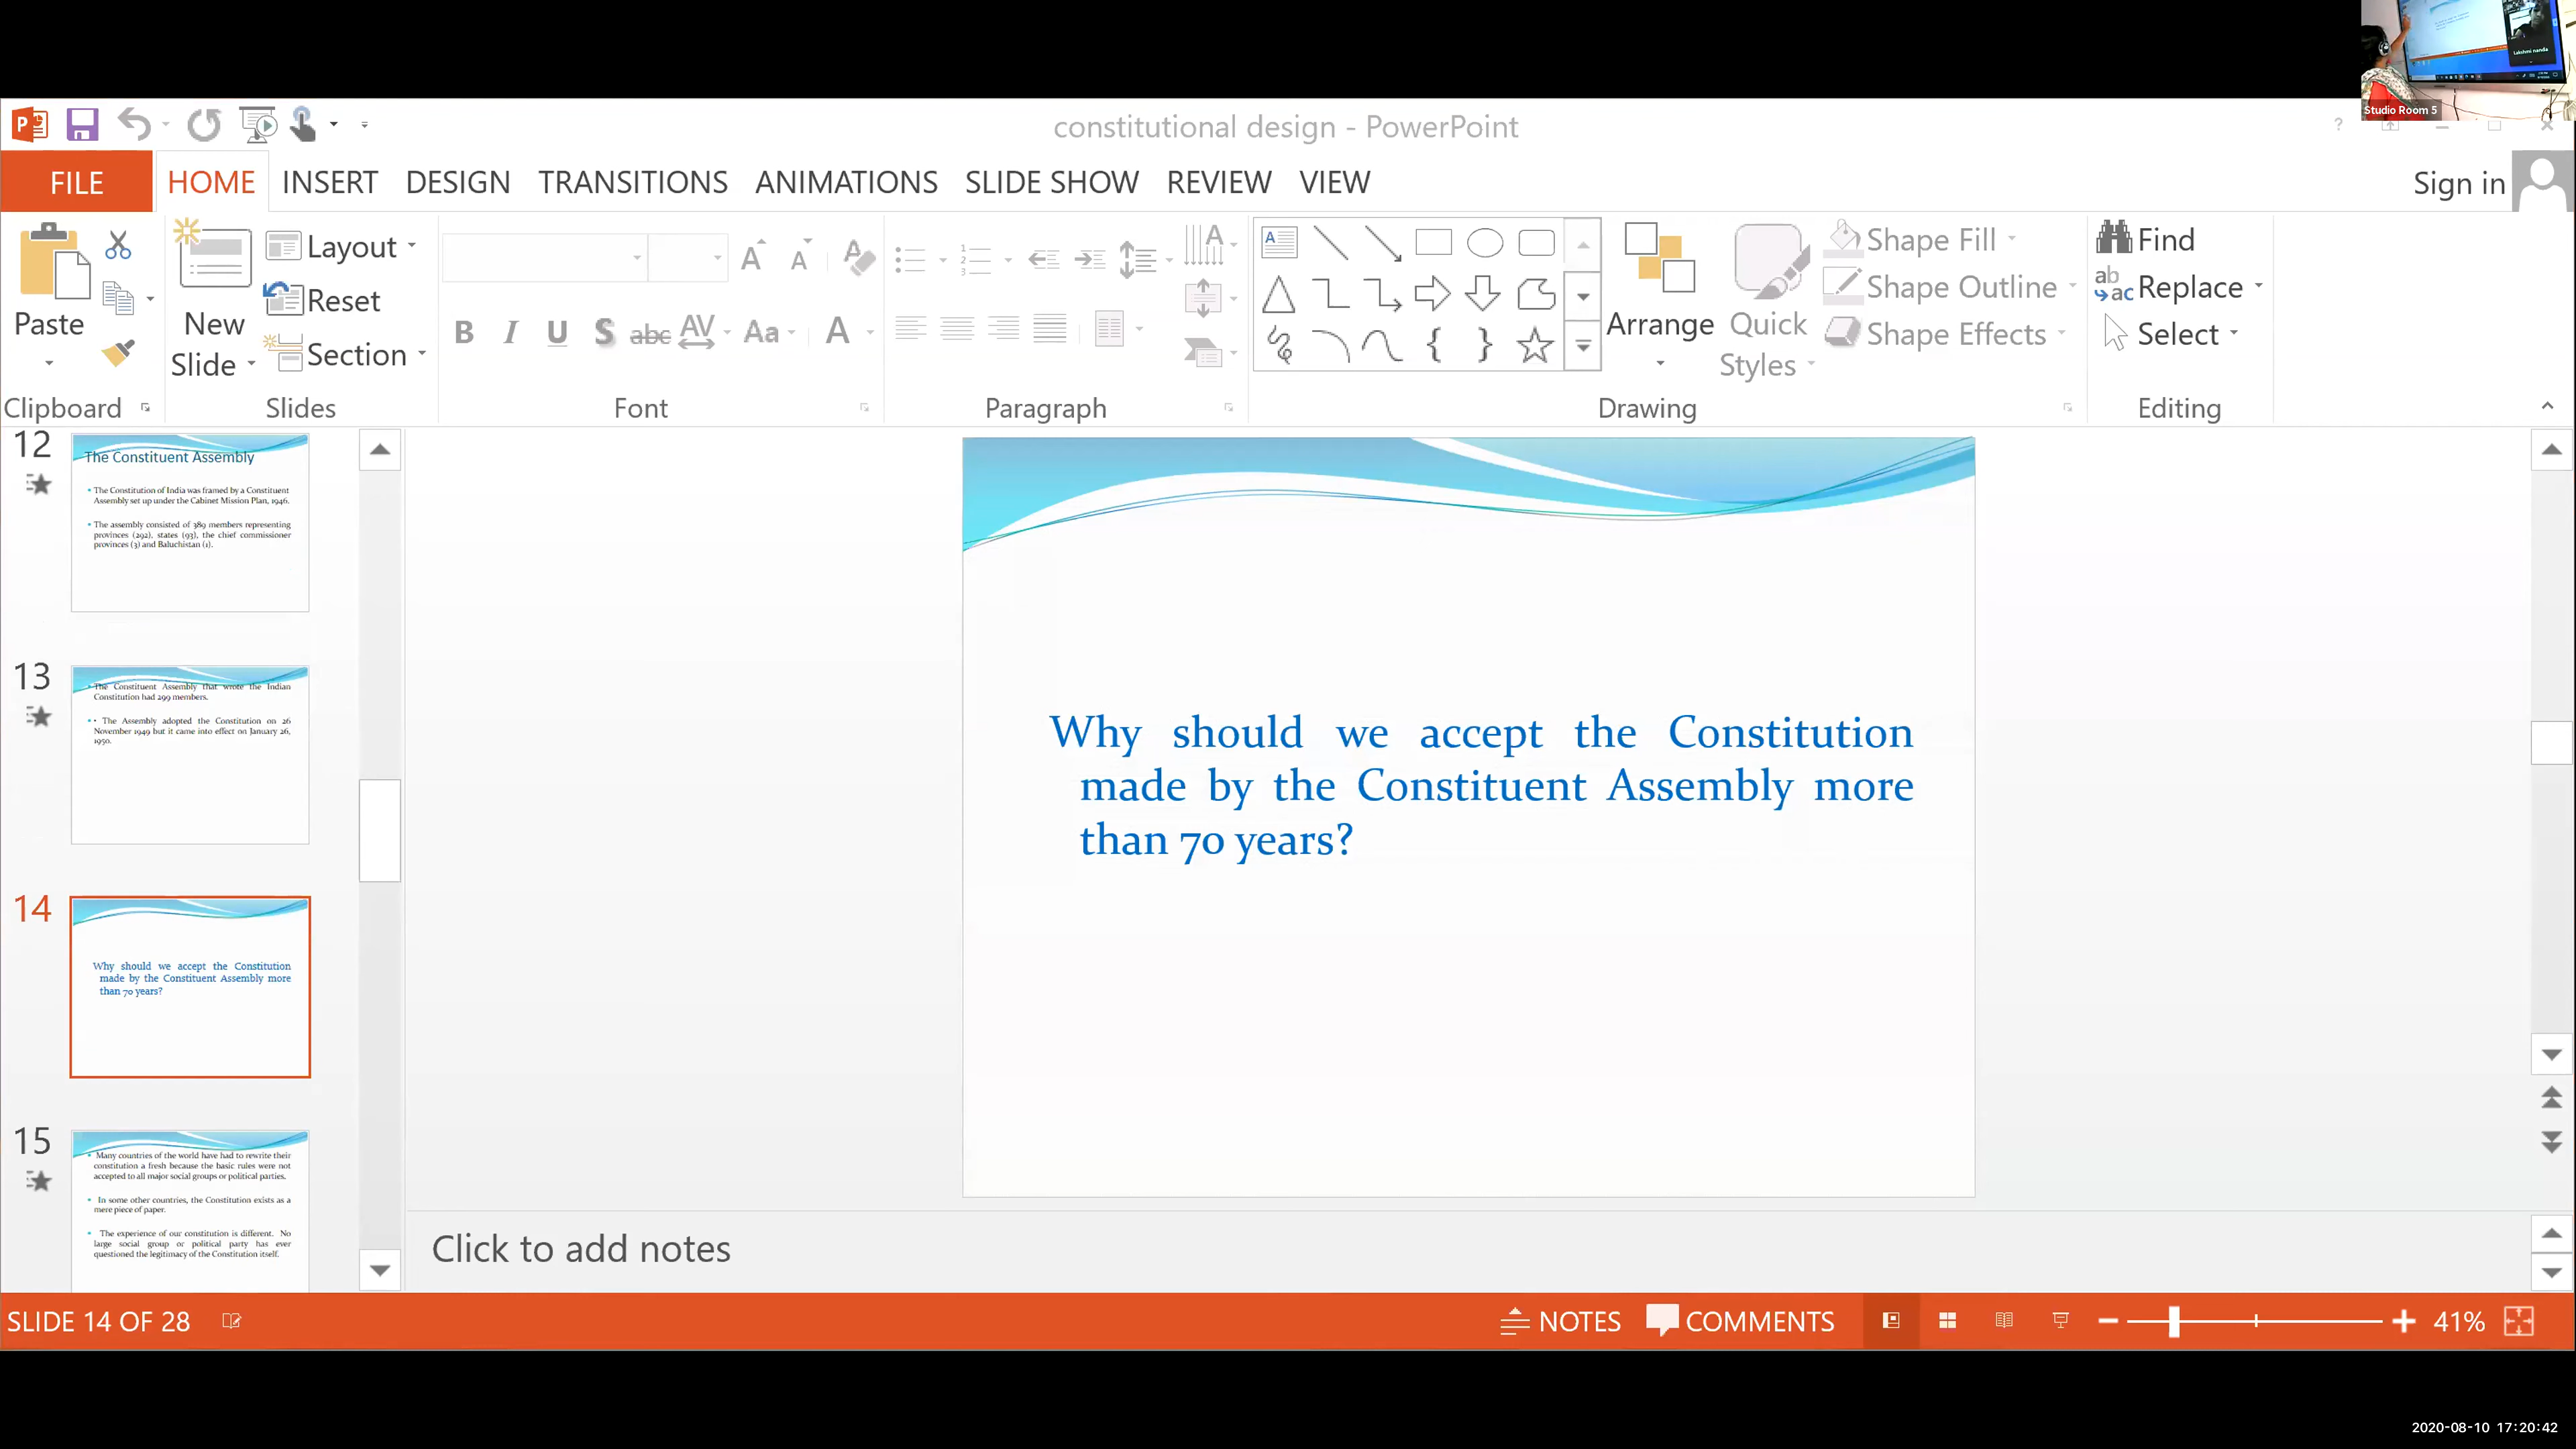 Lakshmi nanda
Studio Room 5
constitutional design - PowerPoint
?
FILE
HOME
INSERT
DESIGN
TRANSITIONS
ANIMATIONS
SLIDE SHOW
REVIEW
VIEW
Sign in
Paste
New
Slide
Layout
Reset
Section
Arrange
Quick
Styles
Shape Fill
Shape Outline
Shape Effects
Find
Replace
Select
Clipboard
Slides
Font
Paragraph
Drawing
Editing
12
The Constituent Assembly
• The Constitution of India was framed by a Constituent
Assembly set up under the Cabinet Mission Plan, 1946.
• The assembly consisted of 389 members representing
provinces (292), states (93), the chief commissioner
provinces (3) and Baluchistan (1).
13
• The Constituent Assembly that wrote the Indian
Constitution had 299 members.
• • The Assembly adopted the Constitution on 26
November 1949 but it came into effect on January 26,
1950.
14
Why should we accept the Constitution
made by the Constituent Assembly more
than 70 years?
15
• Many countries of the world have had to rewrite their
constitution a fresh because the basic rules were not
accepted to all major social groups or political parties.
• In some other countries, the Constitution exists as a
mere piece of paper.
• The experience of our constitution is different. No
large social group or political party has ever
questioned the legitimacy of the Constitution itself.
Why should we accept the Constitution
made by the Constituent Assembly more
than 70 years?
Click to add notes
SLIDE 14 OF 28
NOTES
COMMENTS
41%
2020-08-10 17:20:42